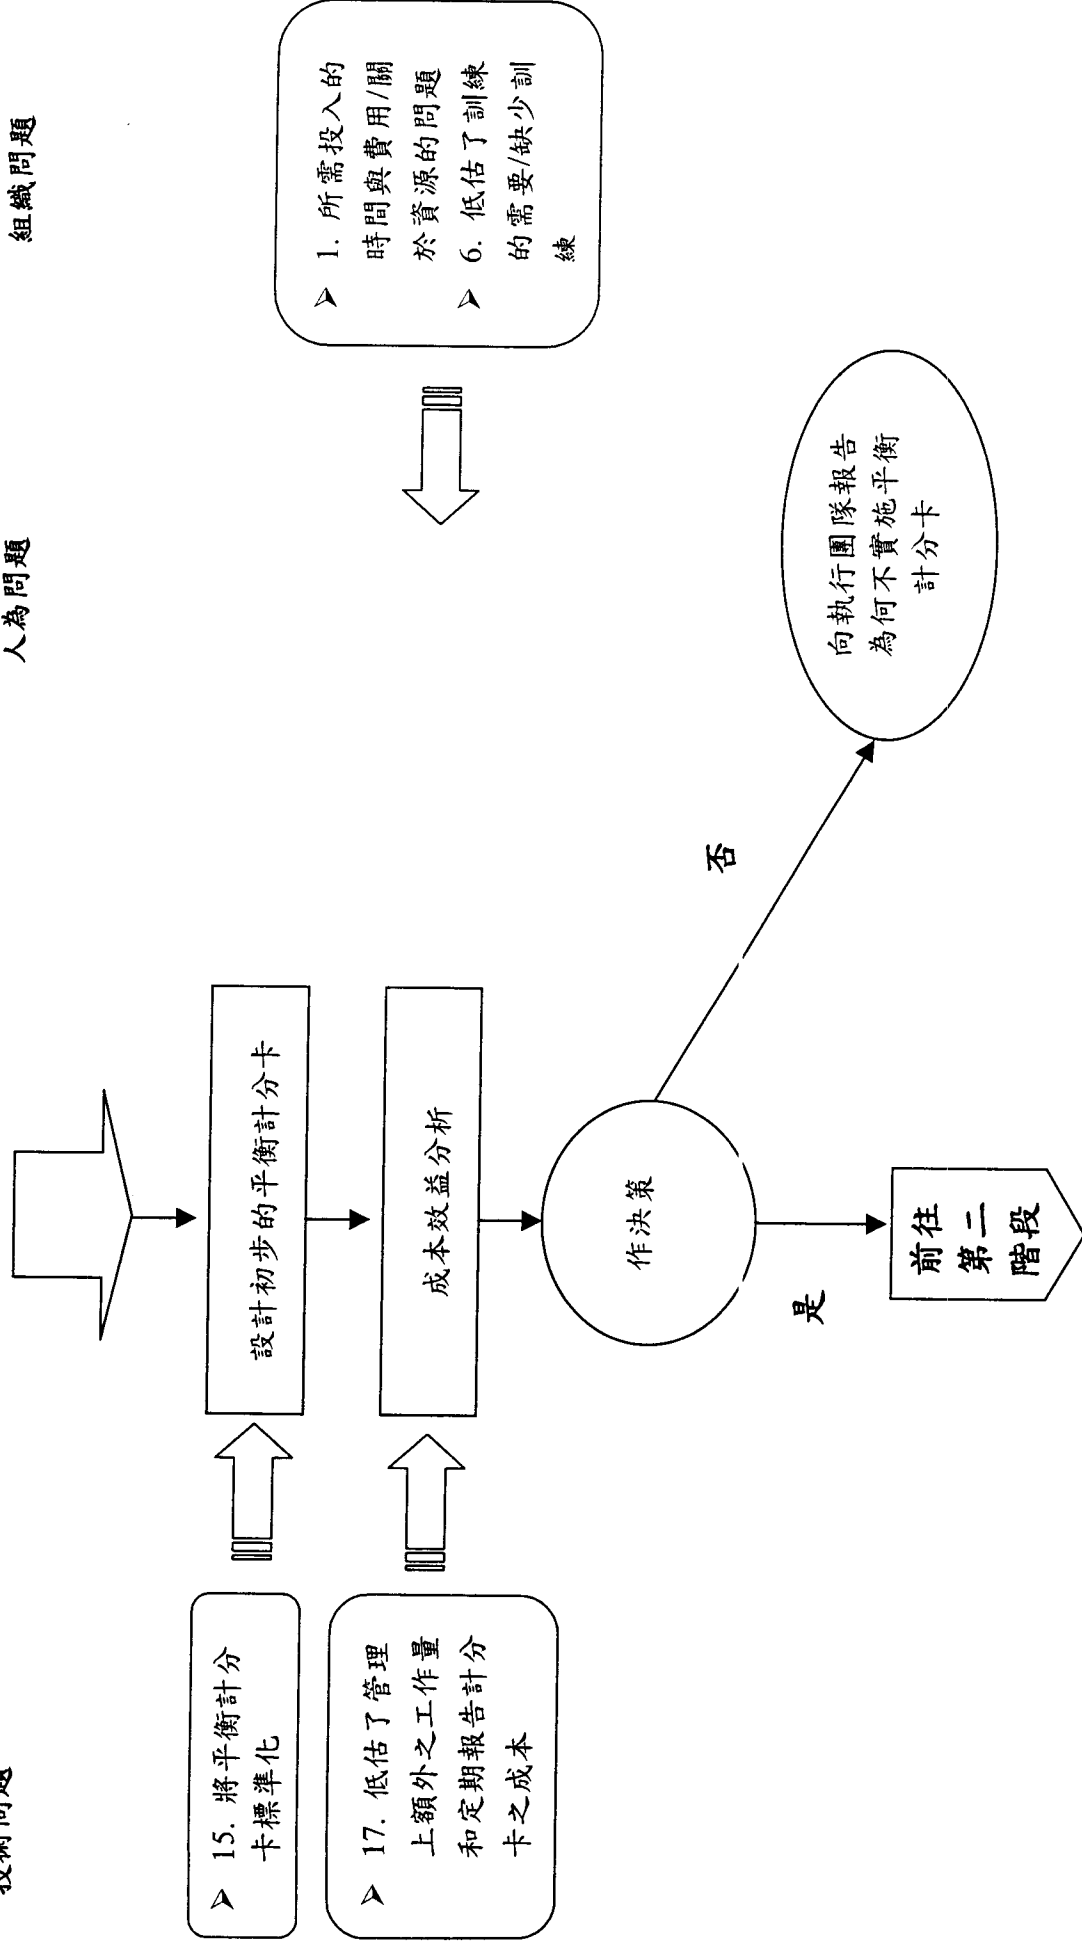 技術問題
人為問題
組織問題
設計初步的平衡計分卡
➢ 15. 將平衡計分
卡標準化
成本效益分析
➢ 17. 低估了管理
上額外之工作量
和定期報告計分
卡之成本
➢ 1. 所需投入的
時間與費用/關
於資源的問題
➢ 6. 低估了訓練
的需要/缺少訓
練
作決策
否
向執行團隊報告
為何不實施平衡
計分卡
是
前往
第二
階段